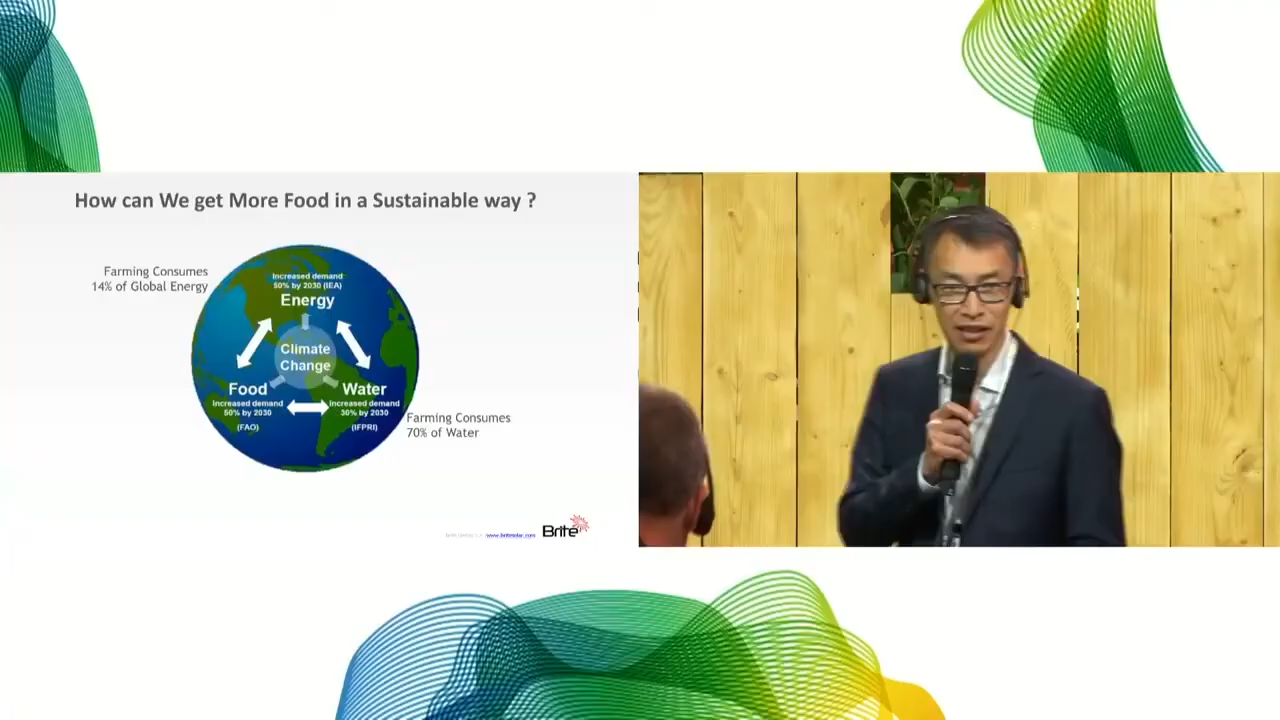 How can We get More Food in a Sustainable way ?
Farming Consumes
14% of Global Energy
Increased demand
50% by 2030 (IEA)
Energy
Climate
Change
Food
Increased demand
50% by 2030
(FAO)
Water
Increased demand
30% by 2030
(IFPRI)
Farming Consumes
70% of Water
www.britesolar.com
Brite